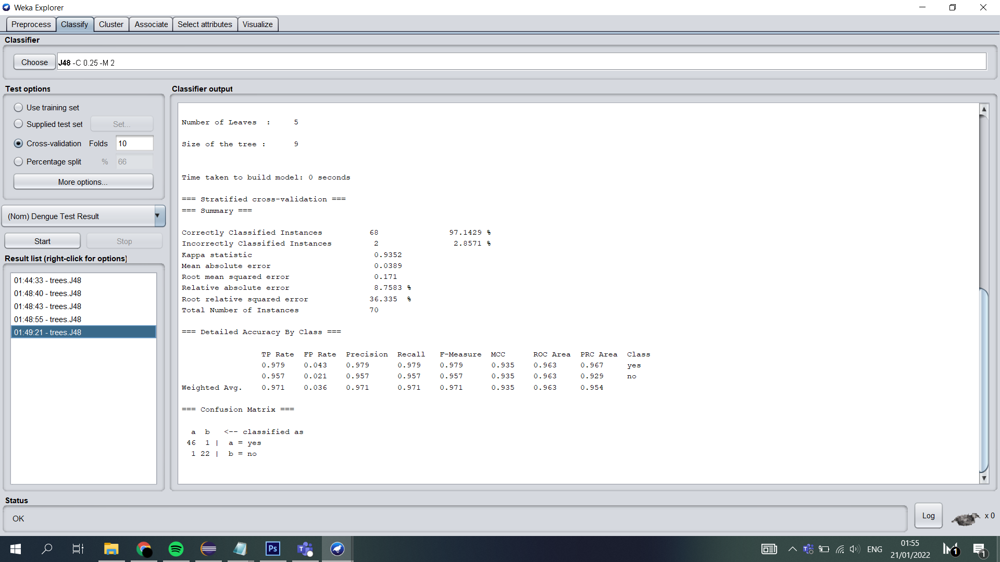 Weka Explorer
Preprocess Classify Cluster Associate Select attributes Visualize
Classifier
Choose J48 -C 0.25 -M 2
Test options
Use training set
Supplied test set Set...
Cross-validation Folds 10
Percentage split % 66
More options...
(Nom) Dengue Test Result
Start Stop
Result list (right-click for options)
01:44:33 - trees.J48
01:48:40 - trees.J48
01:48:43 - trees.J48
01:48:55 - trees.J48
01:49:21 - trees.J48
Classifier output
Number of Leaves : 5
Size of the tree : 9
Time taken to build model: 0 seconds
=== Stratified cross-validation ===
=== Summary ===
Correctly Classified Instances 68 97.1429 %
Incorrectly Classified Instances 2 2.8571 %
Kappa statistic 0.9352
Mean absolute error 0.0389
Root mean squared error 0.171
Relative absolute error 8.7583 %
Root relative squared error 36.335 %
Total Number of Instances 70
=== Detailed Accuracy By Class ===
TP Rate FP Rate Precision Recall F-Measure MCC ROC Area PRC Area Class
0.979 0.043 0.979 0.979 0.979 0.935 0.963 0.967 yes
0.957 0.021 0.957 0.957 0.957 0.935 0.963 0.929 no
Weighted Avg. 0.971 0.036 0.971 0.971 0.971 0.935 0.963 0.954
=== Confusion Matrix ===
a b <-- classified as
46 1 | a = yes
1 22 | b = no
Status
OK
Log
x 0
Ps
ENG
01:55
21/01/2022
1
1